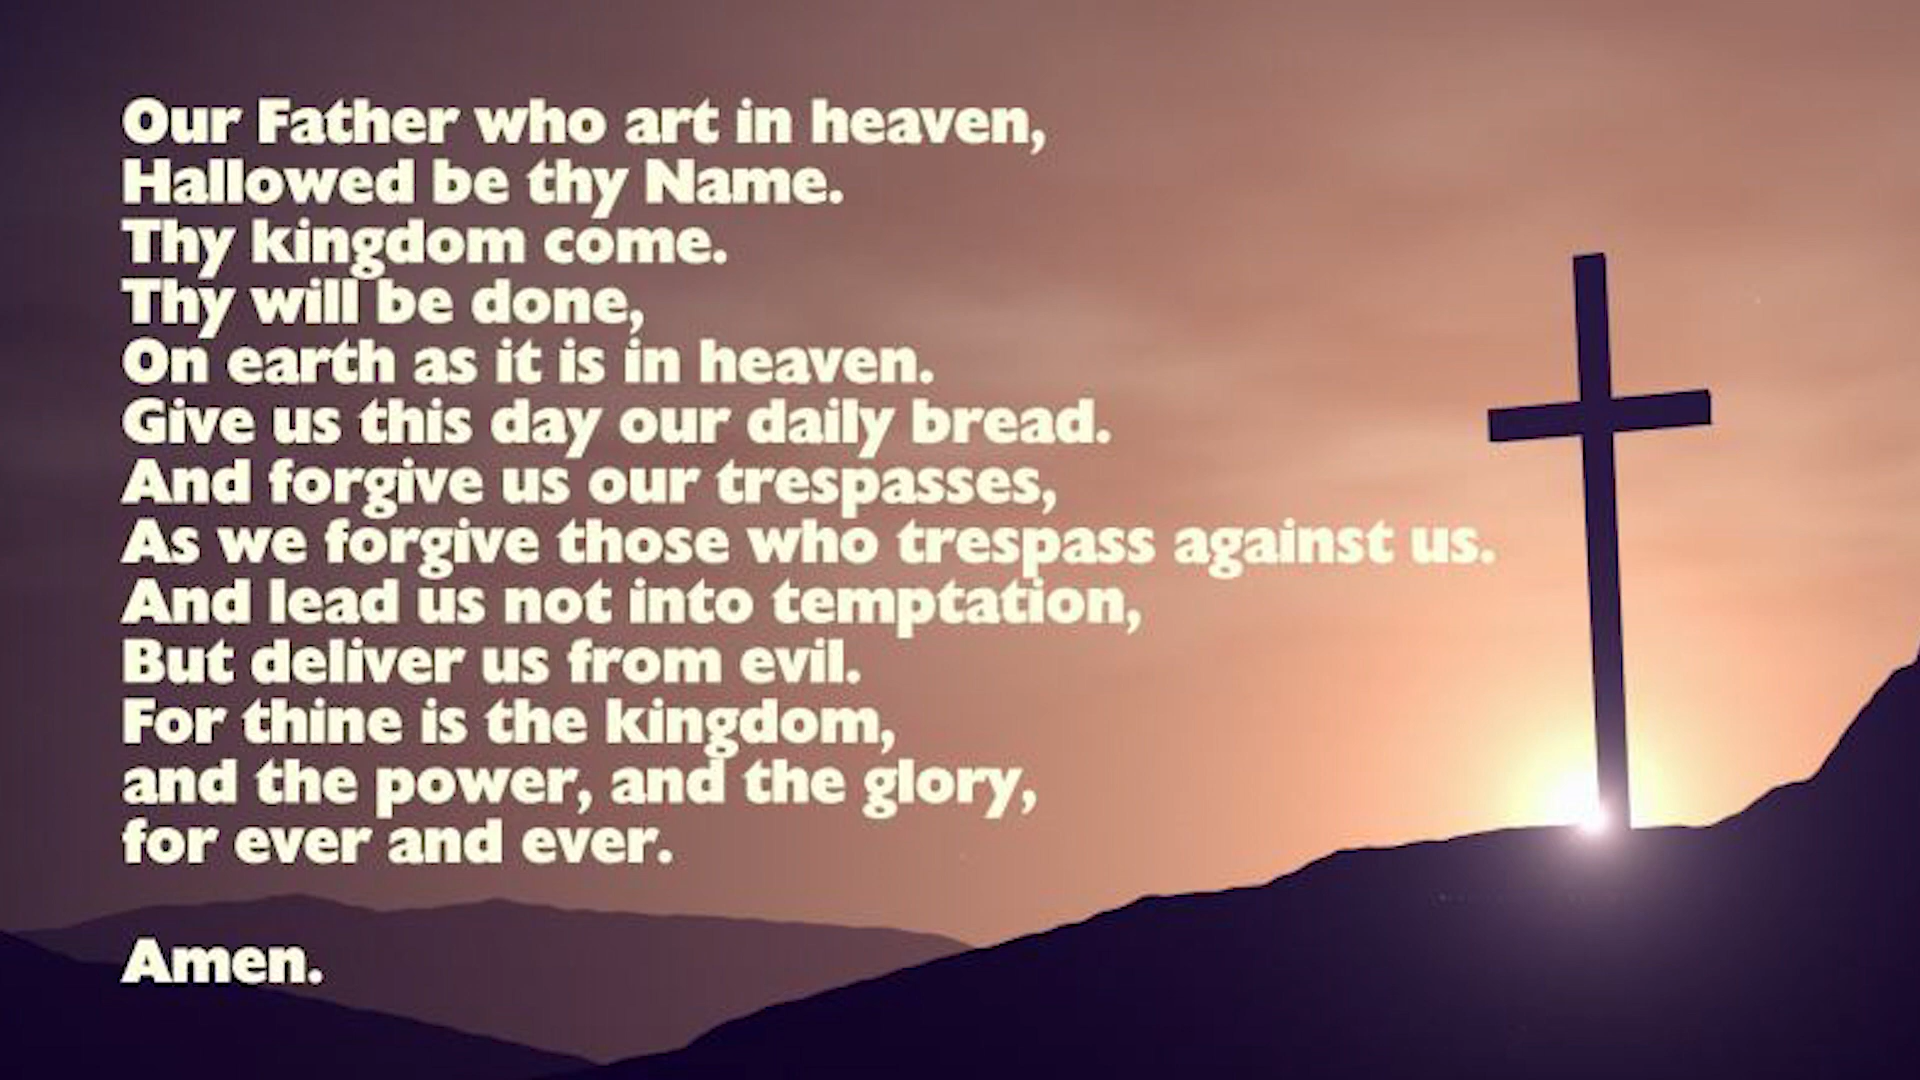 Our Father who art in heaven,
Hallowed be thy Name.
Thy kingdom come.
Thy will be done,
On earth as it is in heaven.
Give us this day our daily bread.
And forgive us our trespasses,
As we forgive those who trespass against us.
And lead us not into temptation,
But deliver us from evil.
For thine is the kingdom,
and the power, and the glory,
for ever and ever.
Amen.